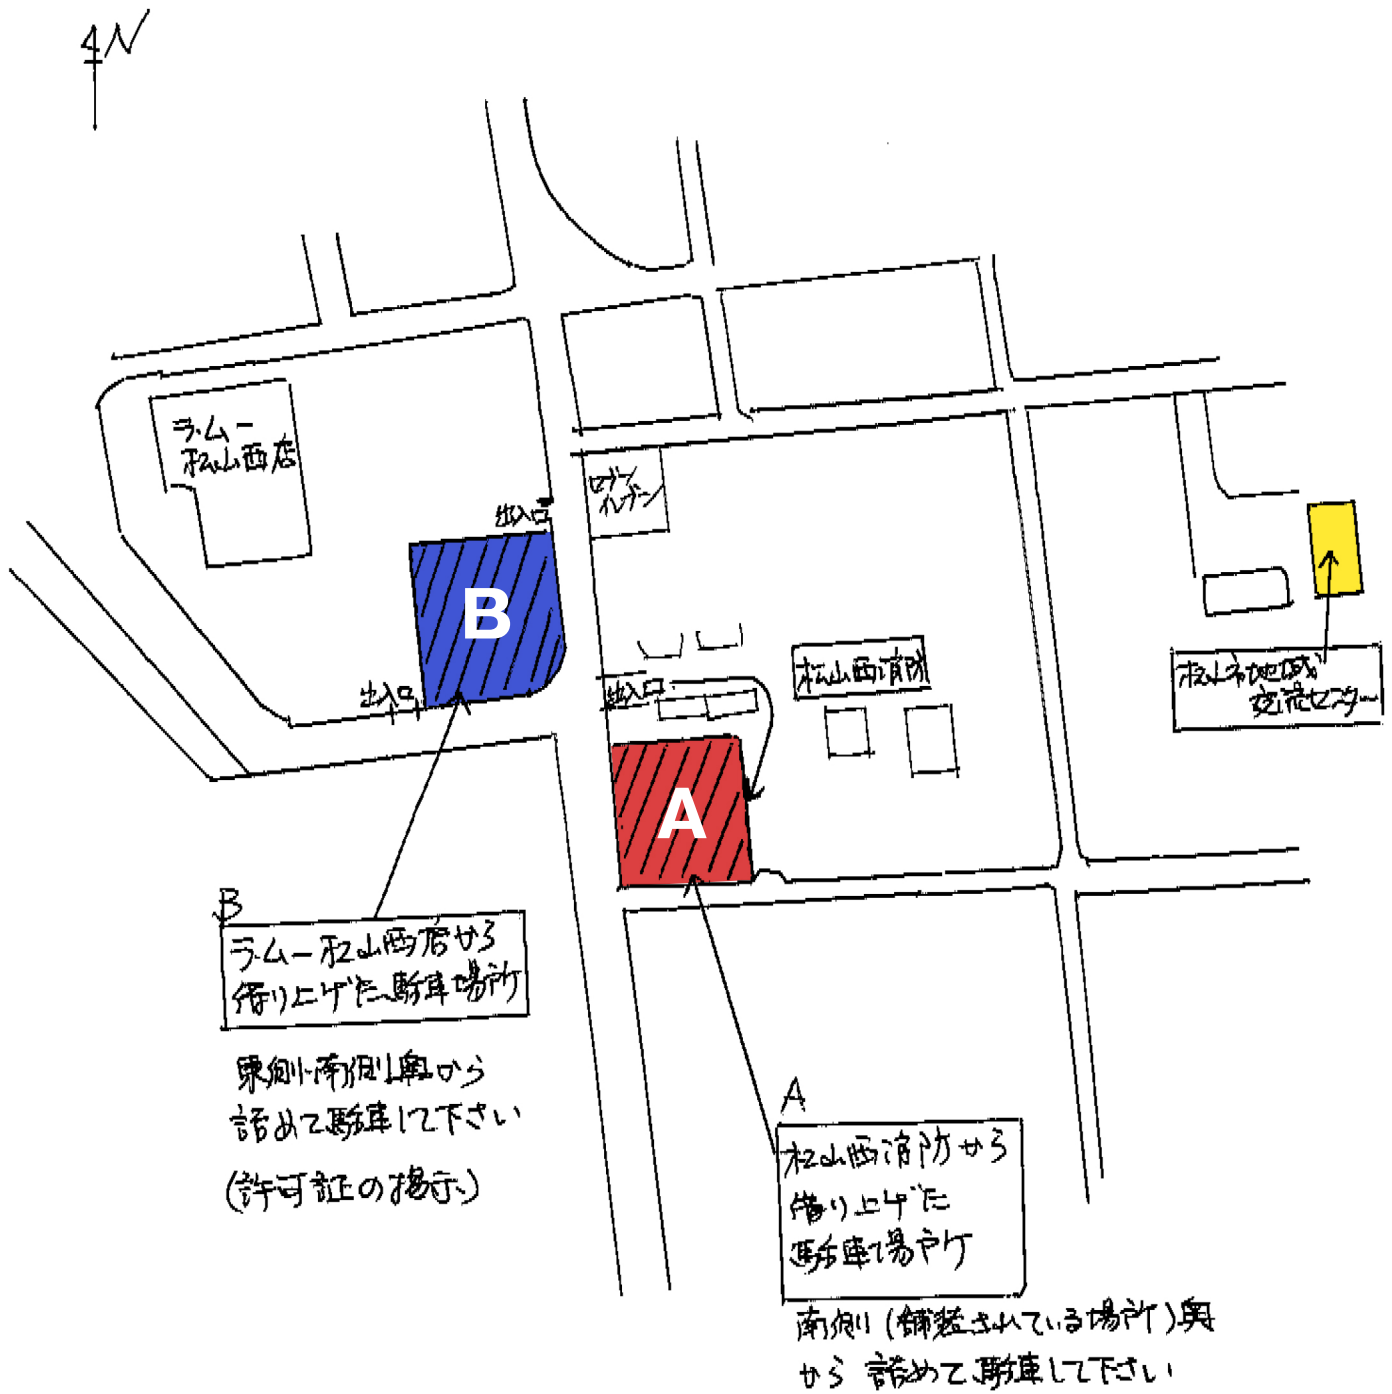 N
ラ・ムー
松山西店
セブン
イレブン
出入口
B
出入口
出入口
松山西消防
松山市地域
交流センター
A
B
ラ・ムー松山西店から
借り上げた駐車場所
東側・南側奥から
詰めて駐車して下さい
(許可証の掲示)
A
松山西消防から
借り上げた
駐車場所
南側(舗装されている場所)奥
から詰めて駐車して下さい